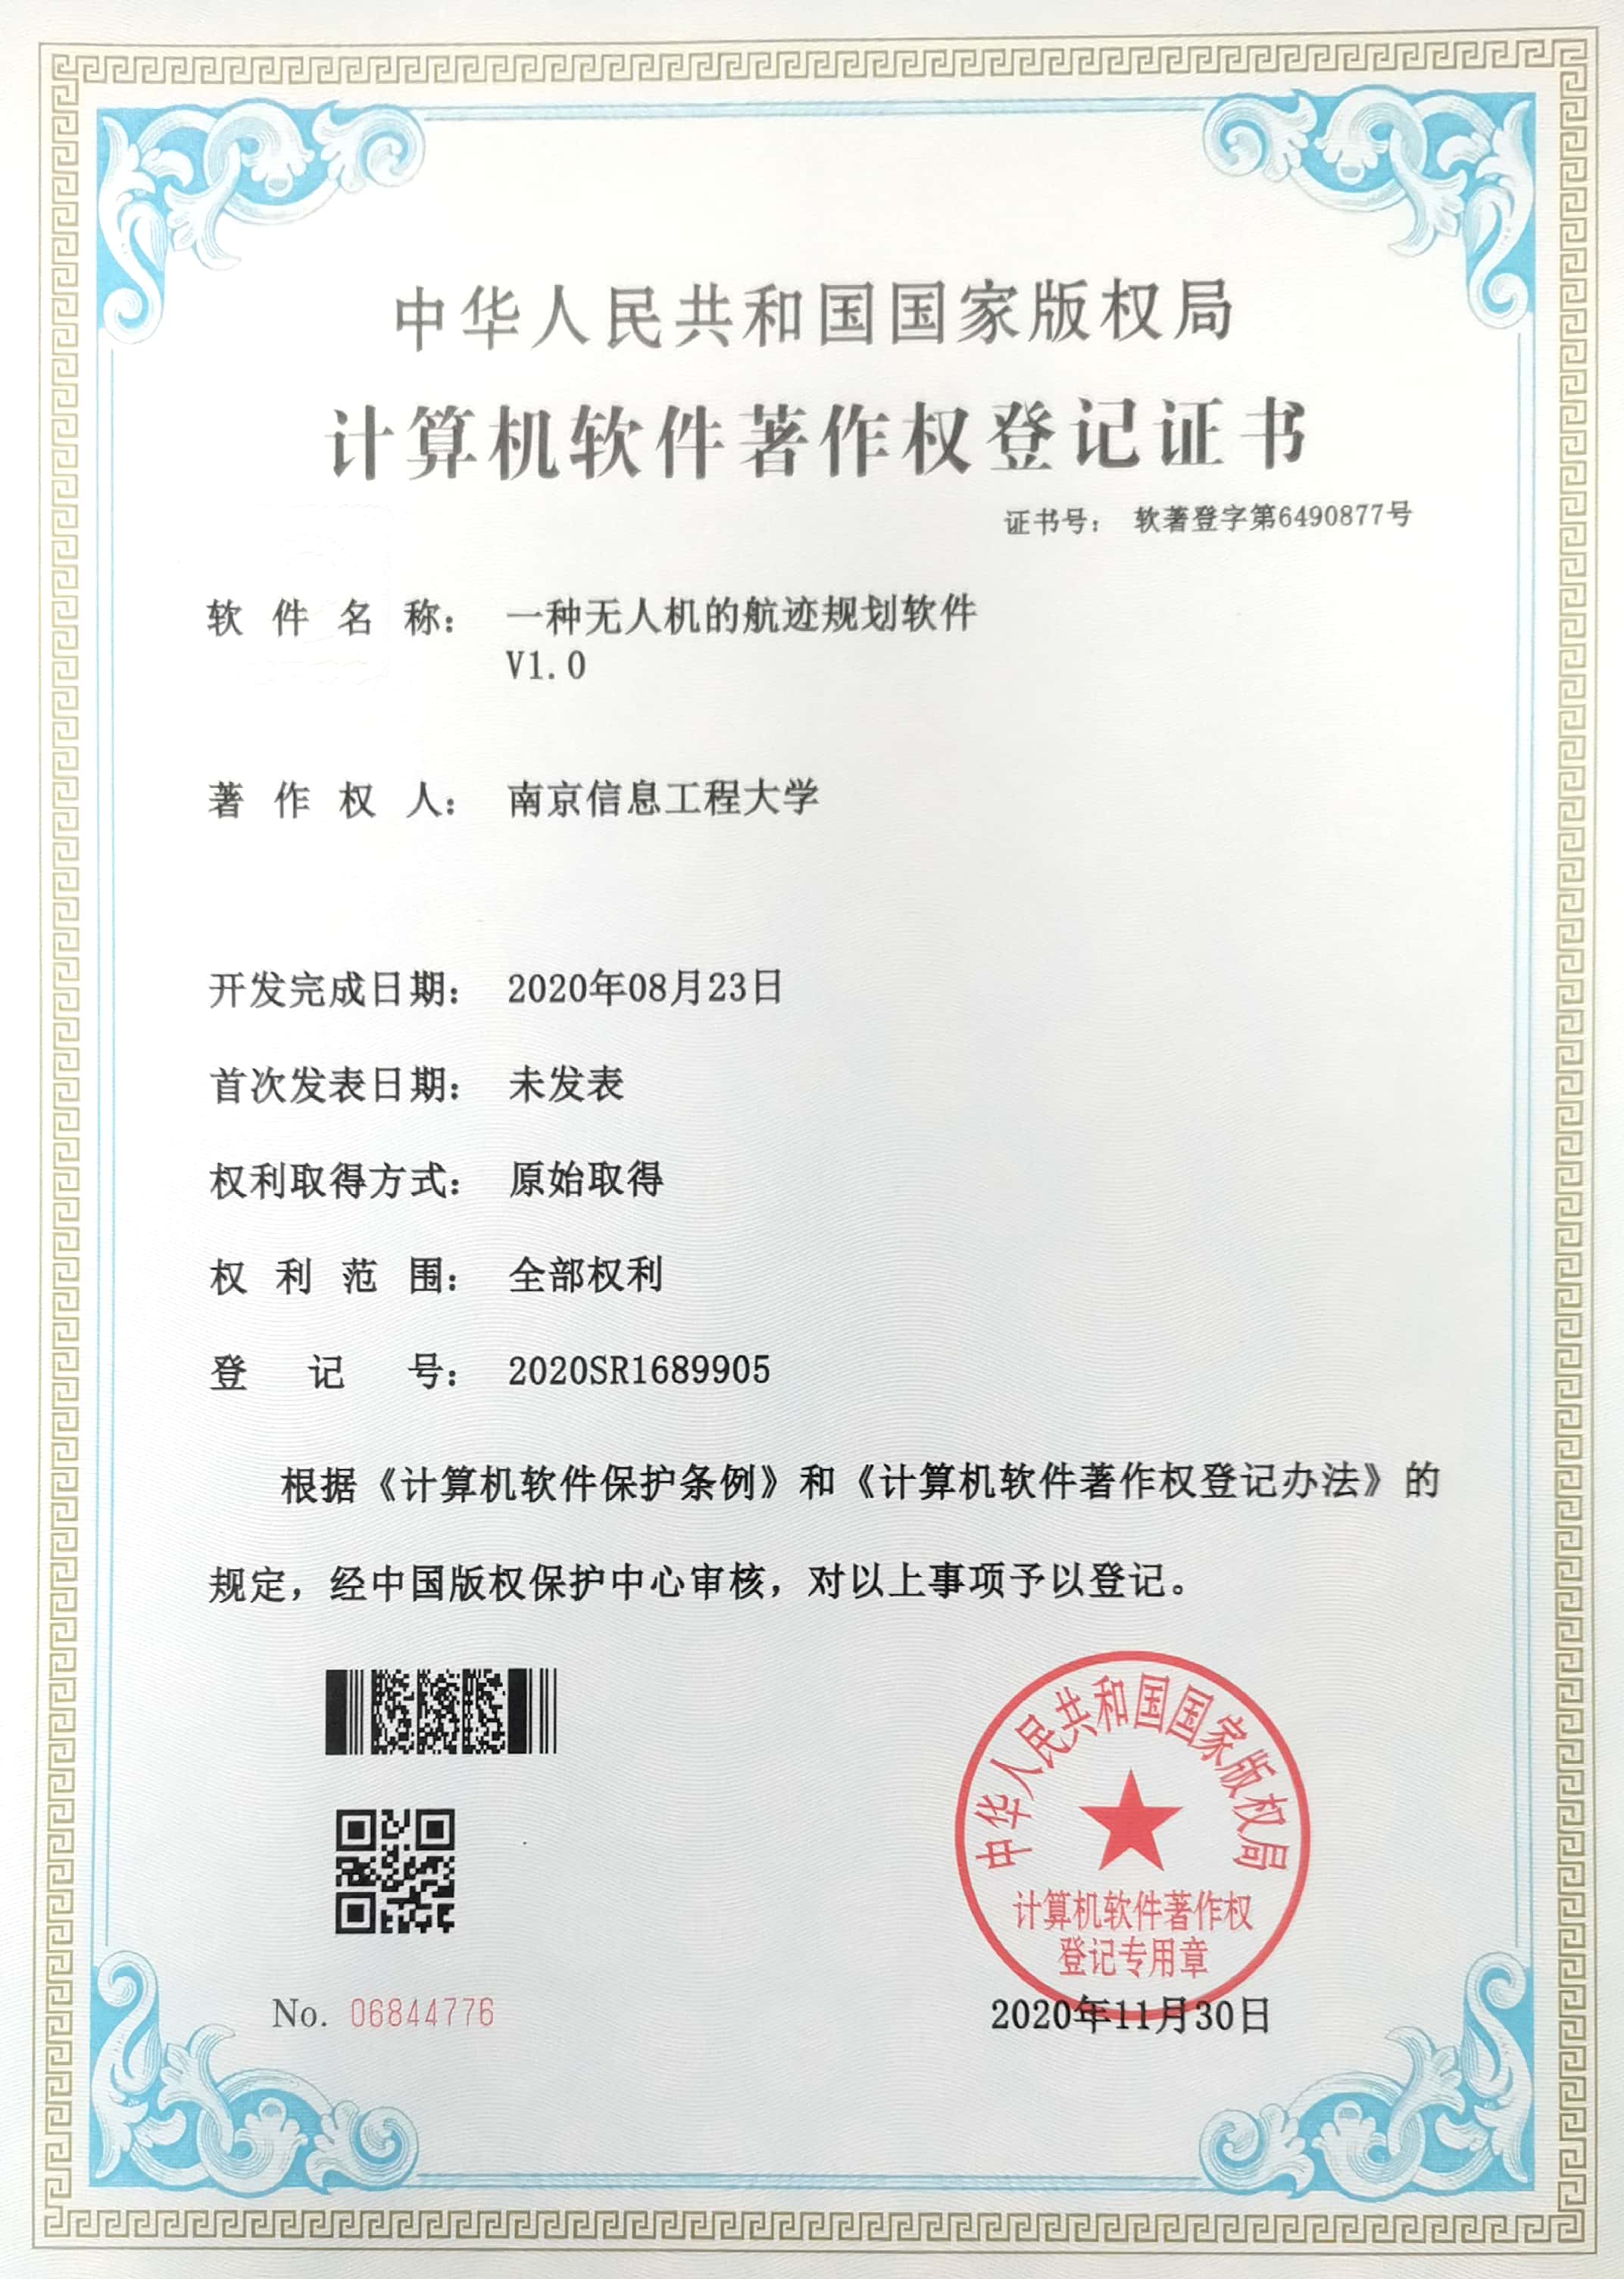 中华人民共和国国家版权局
计算机软件著作权登记证书
证书号： 软著登字第6490877号
软件名称： 一种无人机的航迹规划软件
V1.0
著作权人： 南京信息工程大学
开发完成日期： 2020年08月23日
首次发表日期： 未发表
权利取得方式： 原始取得
权利范围： 全部权利
登记号： 2020SR1689905
根据《计算机软件保护条例》和《计算机软件著作权登记办法》的
规定，经中国版权保护中心审核，对以上事项予以登记。
中华人民共和国国家版权局
计算机软件著作权
登记专用章
No. 06844776
2020年11月30日